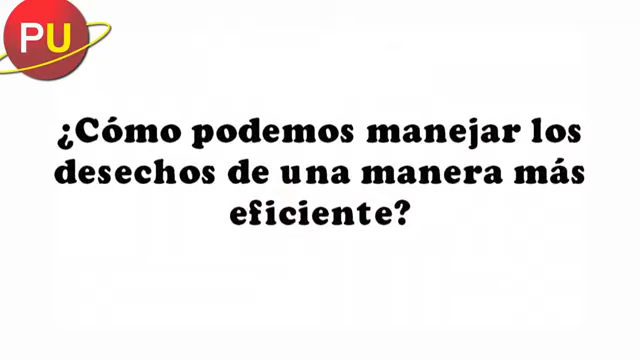 PU
¿Cómo podemos manejar los
desechos de una manera más
eficiente?